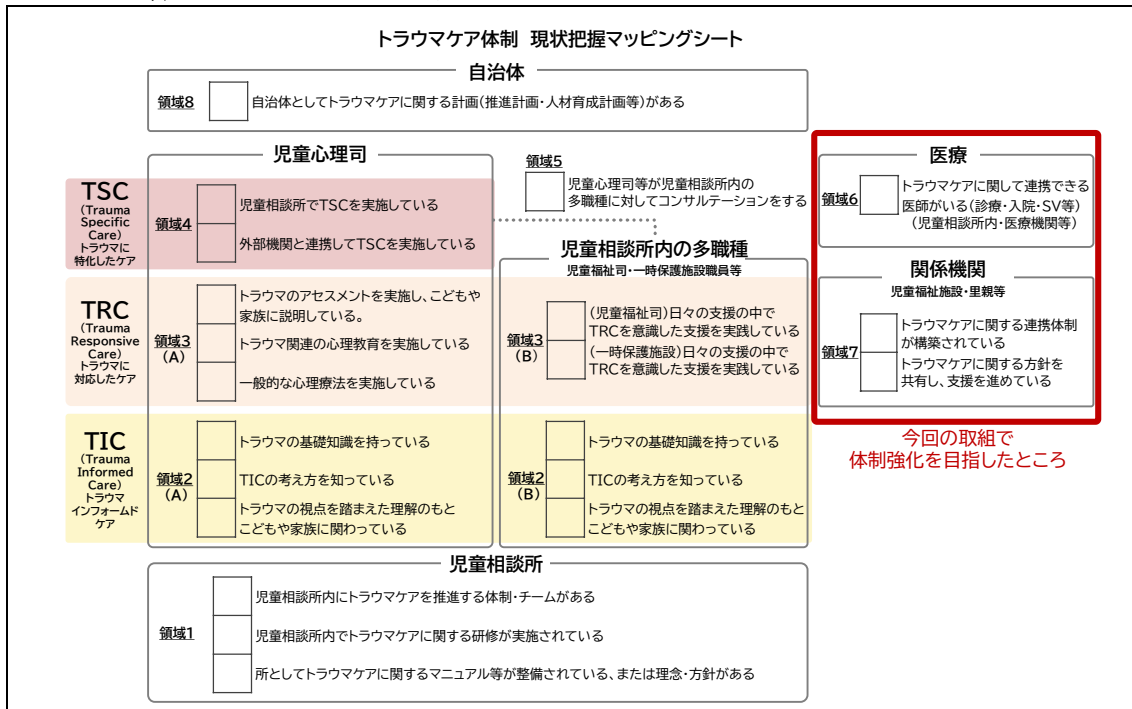 トラウマケア体制 現状把握マッピングシート
自治体
領域8
自治体としてトラウマケアに関する計画(推進計画・人材育成計画等)がある
児童心理司
TSC
(Trauma
Specific
Care)
トラウマに
特化したケア
領域4
児童相談所でTSCを実施している
外部機関と連携してTSCを実施している
領域5
児童心理司等が児童相談所内の
多職種に対してコンサルテーションをする
医療
領域6
トラウマケアに関して連携できる
医師がいる(診療・入院・SV等)
(児童相談所内・医療機関等)
児童相談所内の多職種
児童福祉司・一時保護施設職員等
関係機関
児童福祉施設・里親等
領域7
トラウマケアに関する連携体制
が構築されている
トラウマケアに関する方針を
共有し、支援を進めている
今回の取組で
体制強化を目指したところ
TRC
(Trauma
Responsive
Care)
トラウマに
対応したケア
領域3
(A)
トラウマのアセスメントを実施し、こどもや
家族に説明している。
トラウマ関連の心理教育を実施している
一般的な心理療法を実施している
領域3
(B)
(児童福祉司)日々の支援の中で
TRCを意識した支援を実践している
(一時保護施設)日々の支援の中で
TRCを意識した支援を実践している
TIC
(Trauma
Informed
Care)
トラウマ
インフォームド
ケア
領域2
(A)
トラウマの基礎知識を持っている
TICの考え方を知っている
トラウマの視点を踏まえた理解のもと
こどもや家族に関わっている
領域2
(B)
トラウマの基礎知識を持っている
TICの考え方を知っている
トラウマの視点を踏まえた理解のもと
こどもや家族に関わっている
児童相談所
領域1
児童相談所内にトラウマケアを推進する体制・チームがある
児童相談所内でトラウマケアに関する研修が実施されている
所としてトラウマケアに関するマニュアル等が整備されている、または理念・方針がある